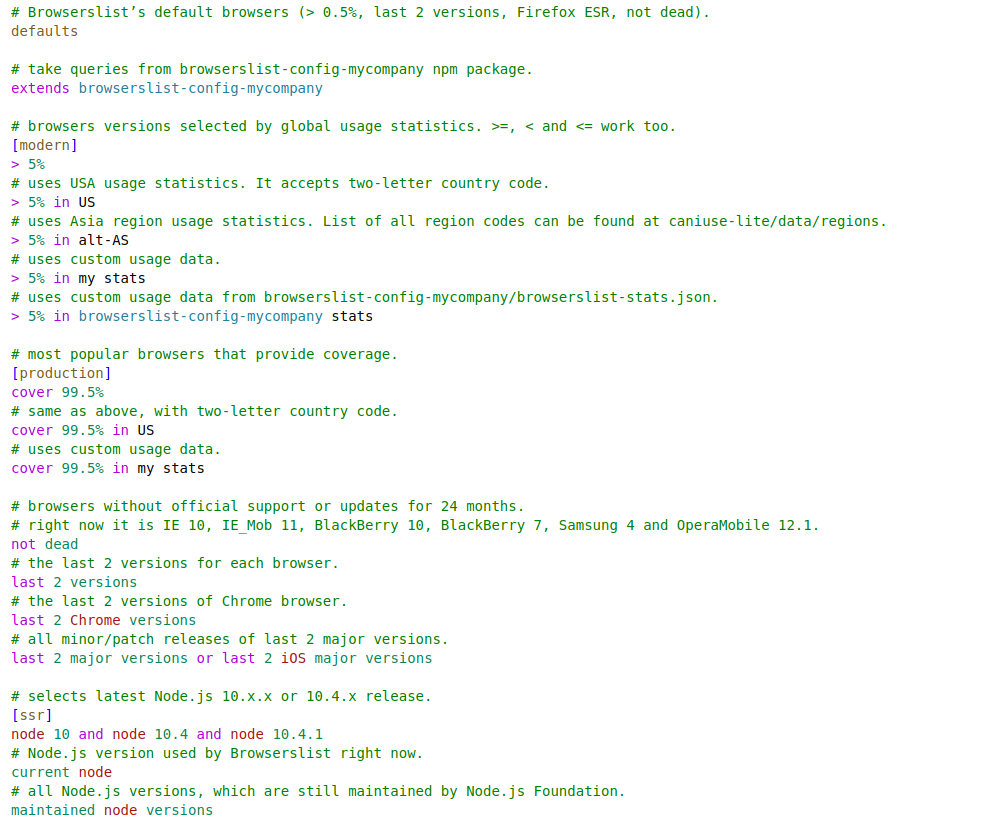 # Browserslist’s default browsers (> 0.5%, last 2 versions, Firefox ESR, not dead).
defaults
# take queries from browserslist-config-mycompany npm package.
extends browserslist-config-mycompany
# browsers versions selected by global usage statistics. >=, < and <= work too.
[modern]
> 5%
# uses USA usage statistics. It accepts two-letter country code.
> 5% in US
# uses Asia region usage statistics. List of all region codes can be found at caniuse-lite/data/regions.
> 5% in alt-AS
# uses custom usage data.
> 5% in my stats
# uses custom usage data from browserslist-config-mycompany/browserslist-stats.json.
> 5% in browserslist-config-mycompany stats
# most popular browsers that provide coverage.
[production]
cover 99.5%
# same as above, with two-letter country code.
cover 99.5% in US
# uses custom usage data.
cover 99.5% in my stats
# browsers without official support or updates for 24 months.
# right now it is IE 10, IE_Mob 11, BlackBerry 10, BlackBerry 7, Samsung 4 and OperaMobile 12.1.
not dead
# the last 2 versions for each browser.
last 2 versions
# the last 2 versions of Chrome browser.
last 2 Chrome versions
# all minor/patch releases of last 2 major versions.
last 2 major versions or last 2 iOS major versions
# selects latest Node.js 10.x.x or 10.4.x release.
[ssr]
node 10 and node 10.4 and node 10.4.1
# Node.js version used by Browserslist right now.
current node
# all Node.js versions, which are still maintained by Node.js Foundation.
maintained node versions